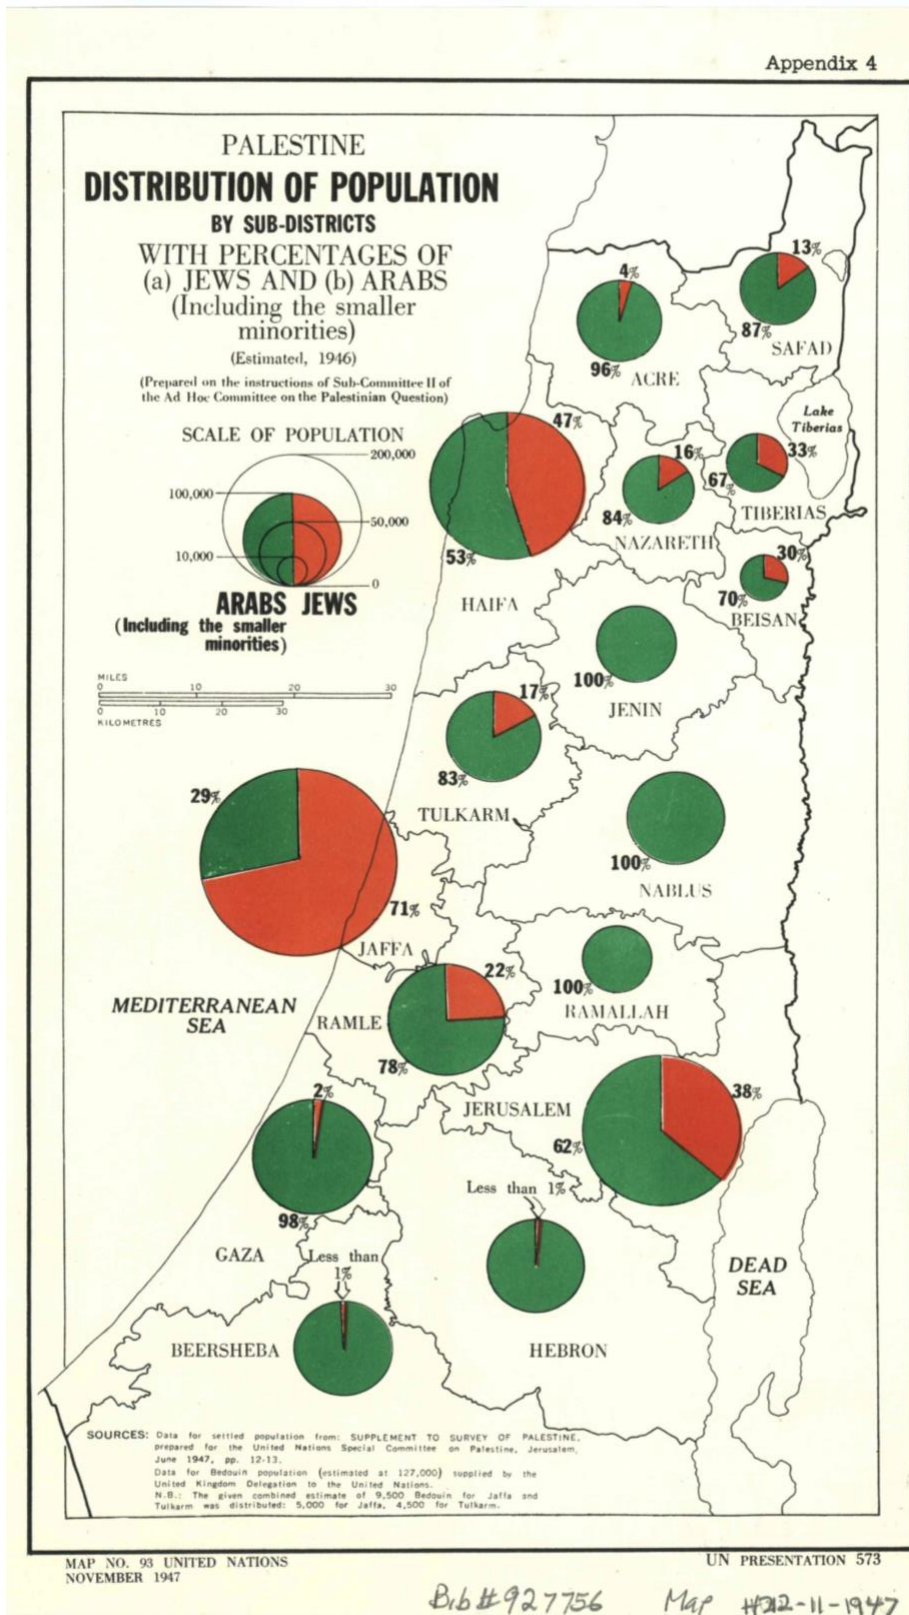 Appendix 4
PALESTINE
DISTRIBUTION OF POPULATION
BY SUB-DISTRICTS
WITH PERCENTAGES OF
(a) JEWS AND (b) ARABS
(Including the smaller
minorities)
(Estimated, 1946)
(Prepared on the instructions of Sub-Committee II of
the Ad Hoc Committee on the Palestinian Question)
SCALE OF POPULATION
200,000
100,000
50,000
10,000
0
ARABS JEWS
(Including the smaller
minorities)
MILES
0 10 20 30
0 10 20 30
KILOMETRES
13%
87%
SAFAD
4%
96%
ACRE
Lake
Tiberias
47%
53%
HAIFA
16%
84%
NAZARETH
33%
67%
TIBERIAS
30%
70%
BEISAN
100%
JENIN
17%
83%
TULKARM
100%
NABLUS
29%
71%
JAFFA
100%
RAMALLAH
MEDITERRANEAN
SEA
22%
RAMLE
78%
38%
JERUSALEM
62%
2%
98%
GAZA
Less than 1%
HEBRON
Less than
1%
BEERSHEBA
DEAD
SEA
SOURCES: Data for settled population from: SUPPLEMENT TO SURVEY OF PALESTINE,
prepared for the United Nations Special Committee on Palestine, Jerusalem,
June 1947, pp. 12-13.
Data for Bedouin population (estimated at 127,000) supplied by the
United Kingdom Delegation to the United Nations.
N.B.: The given combined estimate of 9,500 Bedouin for Jaffa and
Tulkarm was distributed: 5,000 for Jaffa, 4,500 for Tulkarm.
MAP NO. 93 UNITED NATIONS
NOVEMBER 1947
UN PRESENTATION 573
Bib#927756 Map #212-11-1947